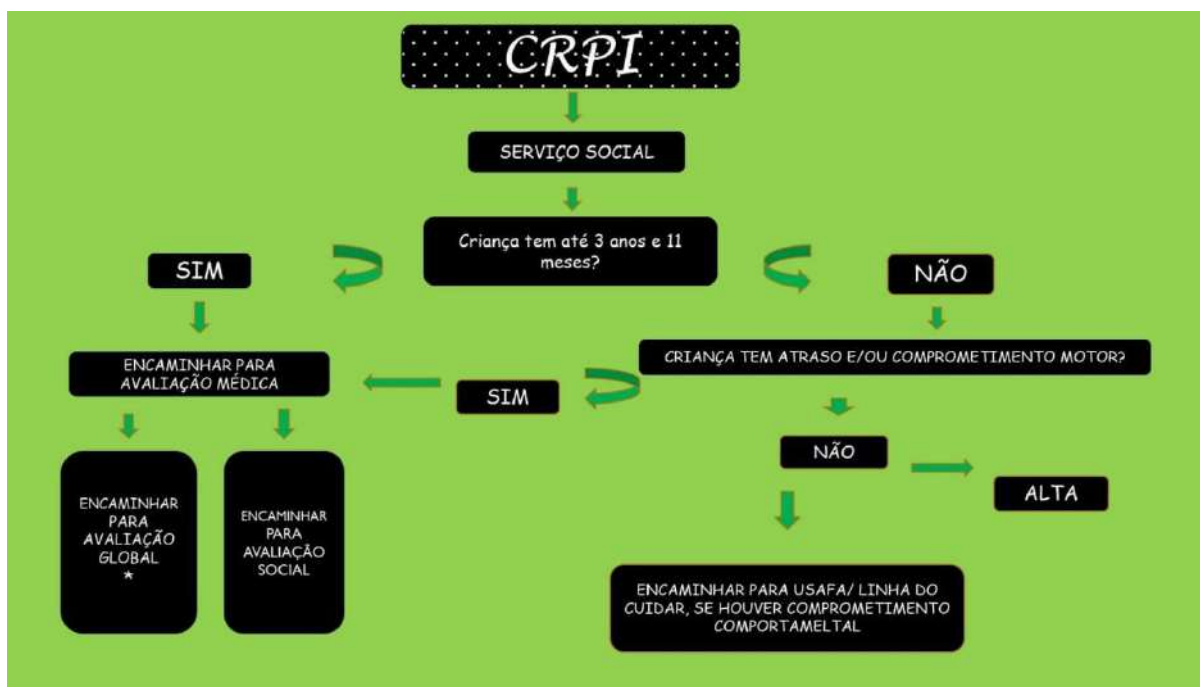 CRPI
SERVIÇO SOCIAL
Criança tem até 3 anos e 11
meses?
SIM
NÃO
ENCAMINHAR PARA
AVALIAÇÃO MÉDICA
CRIANÇA TEM ATRASO E/OU COMPROMETIMENTO MOTOR?
SIM
NÃO
ALTA
ENCAMINHAR
PARA
AVALIAÇÃO
GLOBAL
*
ENCAMINHAR
PARA
AVALIAÇÃO
SOCIAL
ENCAMINHAR PARA USAFA/ LINHA DO
CUIDAR, SE HOUVER COMPROMETIMENTO
COMPORTAMELTAL